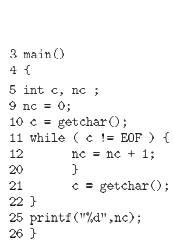 3 main()
4 {
5 int c, nc ;
9 nc = 0;
10 c = getchar();
11 while ( c != EOF ) {
12 nc = nc + 1;
20 }
21 c = getchar();
22 }
25 printf("%d",nc);
26 }